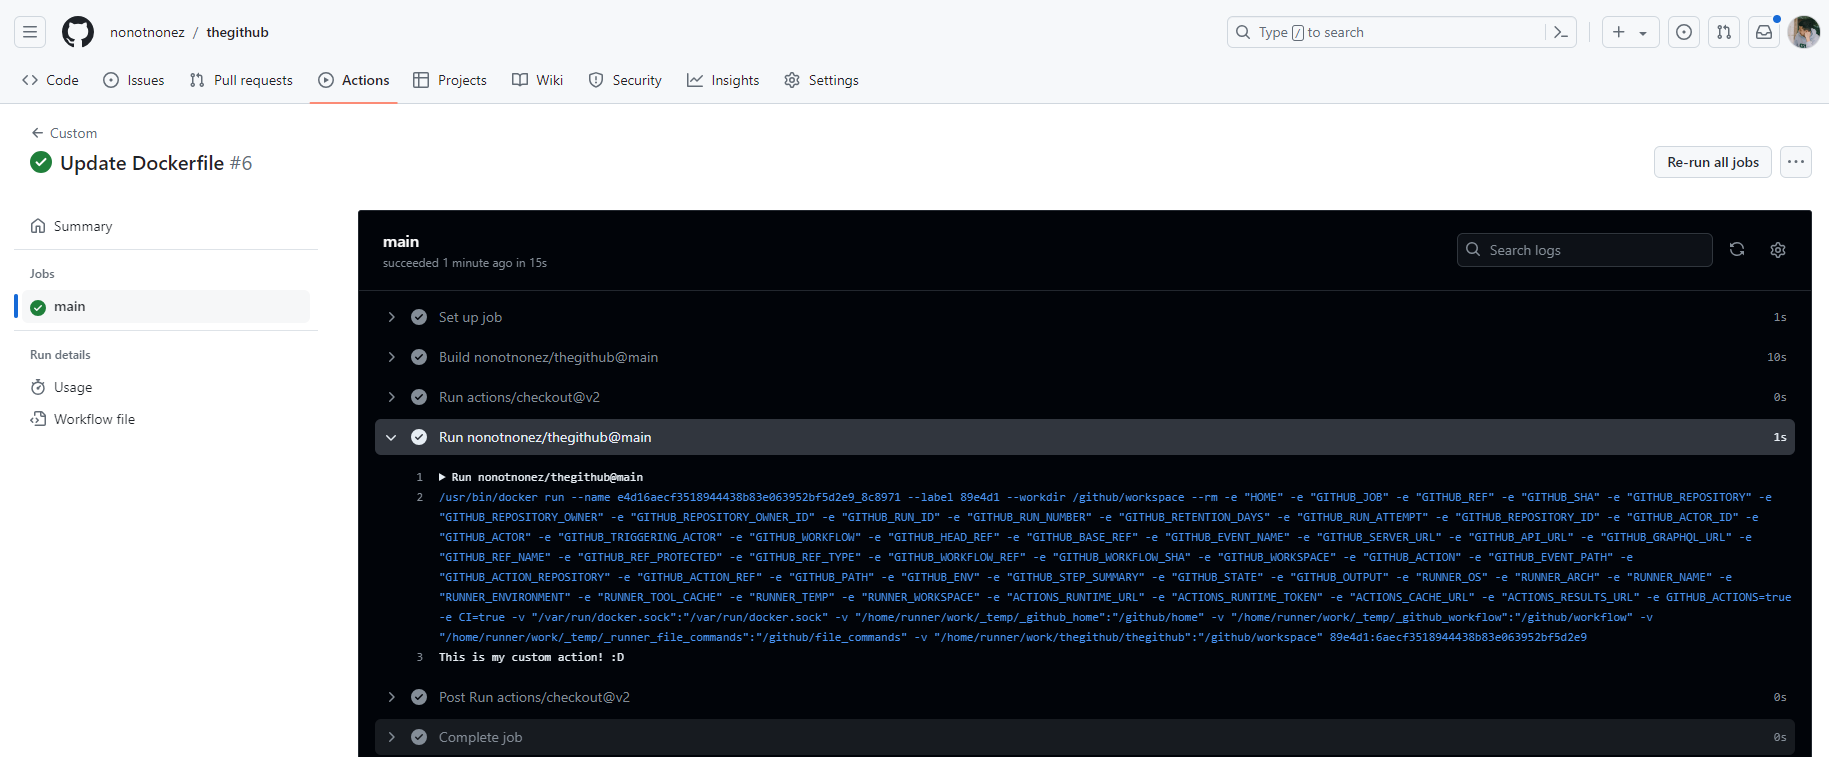 nonotnonez / thegithub
Type / to search
Code
Issues
Pull requests
Actions
Projects
Wiki
Security
Insights
Settings
Custom
Update Dockerfile #6
Re-run all jobs
Summary
Jobs
main
Run details
Usage
Workflow file
main
succeeded 1 minute ago in 15s
Search logs
Set up job 1s
Build nonotnonez/thegithub@main 10s
Run actions/checkout@v2 0s
Run nonotnonez/thegithub@main 1s
1 Run nonotnonez/thegithub@main
2 /usr/bin/docker run --name e4d16aecf3518944438b83e063952bf5d2e9_8c8971 --label 89e4d1 --workdir /github/workspace --rm -e "HOME" -e "GITHUB_JOB" -e "GITHUB_REF" -e "GITHUB_SHA" -e "GITHUB_REPOSITORY" -e
"GITHUB_REPOSITORY_OWNER" -e "GITHUB_REPOSITORY_OWNER_ID" -e "GITHUB_RUN_ID" -e "GITHUB_RUN_NUMBER" -e "GITHUB_RETENTION_DAYS" -e "GITHUB_RUN_ATTEMPT" -e "GITHUB_REPOSITORY_ID" -e "GITHUB_ACTOR_ID" -e
"GITHUB_ACTOR" -e "GITHUB_TRIGGERING_ACTOR" -e "GITHUB_WORKFLOW" -e "GITHUB_HEAD_REF" -e "GITHUB_BASE_REF" -e "GITHUB_EVENT_NAME" -e "GITHUB_SERVER_URL" -e "GITHUB_API_URL" -e "GITHUB_GRAPHQL_URL" -e
"GITHUB_REF_NAME" -e "GITHUB_REF_PROTECTED" -e "GITHUB_REF_TYPE" -e "GITHUB_WORKFLOW_REF" -e "GITHUB_WORKFLOW_SHA" -e "GITHUB_WORKSPACE" -e "GITHUB_ACTION" -e "GITHUB_EVENT_PATH" -e
"GITHUB_ACTION_REPOSITORY" -e "GITHUB_ACTION_REF" -e "GITHUB_PATH" -e "GITHUB_ENV" -e "GITHUB_STEP_SUMMARY" -e "GITHUB_STATE" -e "GITHUB_OUTPUT" -e "RUNNER_OS" -e "RUNNER_ARCH" -e "RUNNER_NAME" -e
"RUNNER_ENVIRONMENT" -e "RUNNER_TOOL_CACHE" -e "RUNNER_TEMP" -e "RUNNER_WORKSPACE" -e "ACTIONS_RUNTIME_URL" -e "ACTIONS_RUNTIME_TOKEN" -e "ACTIONS_CACHE_URL" -e "ACTIONS_RESULTS_URL" -e GITHUB_ACTIONS=true
-e CI=true -v "/var/run/docker.sock":"/var/run/docker.sock" -v "/home/runner/work/_temp/_github_home":"/github/home" -v "/home/runner/work/_temp/_github_workflow":"/github/workflow" -v
"/home/runner/work/_temp/_runner_file_commands":"/github/file_commands" -v "/home/runner/work/thegithub/thegithub":"/github/workspace" 89e4d1:6aecf3518944438b83e063952bf5d2e9
3 This is my custom action! :D
Post Run actions/checkout@v2 0s
Complete job 0s